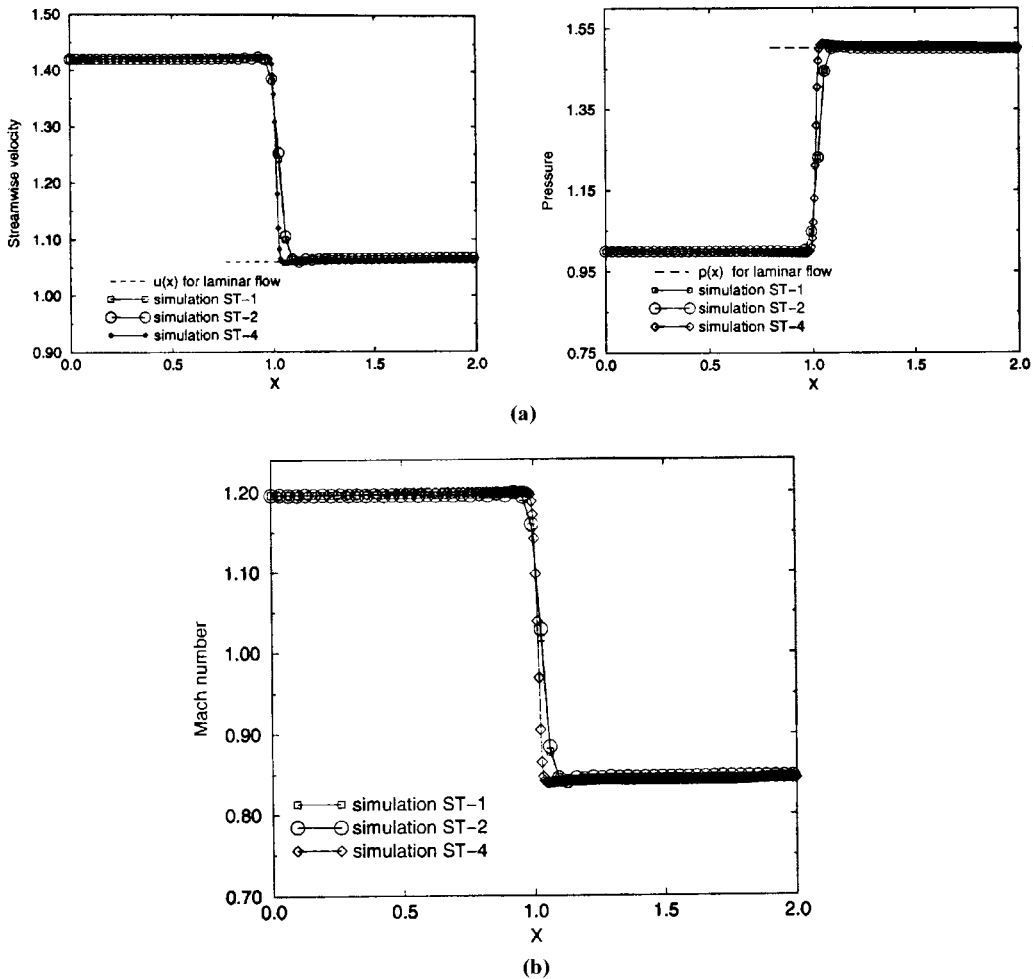 1.50
1.40
1.30
1.20
1.10
1.00
0.90
Streamwise velocity
u(x) for laminar flow
simulation ST-1
simulation ST-2
simulation ST-4
0.0
0.5
1.0
1.5
2.0
X
1.55
1.35
1.15
0.95
0.75
Pressure
p(x) for laminar flow
simulation ST-1
simulation ST-2
simulation ST-4
0.0
0.5
1.0
1.5
2.0
X
(a)
1.20
1.10
1.00
0.90
0.80
0.70
Mach number
simulation ST-1
simulation ST-2
simulation ST-4
0.0
0.5
1.0
1.5
2.0
X
(b)